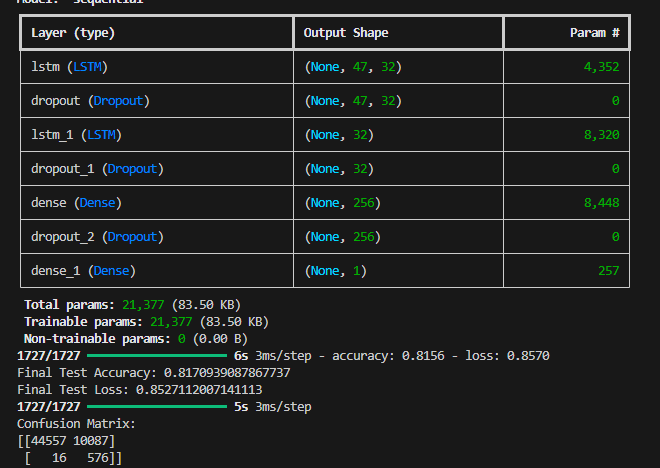 Model: "sequential"
Layer (type) Output Shape Param #
lstm (LSTM) (None, 47, 32) 4,352
dropout (Dropout) (None, 47, 32) 0
lstm_1 (LSTM) (None, 32) 8,320
dropout_1 (Dropout) (None, 32) 0
dense (Dense) (None, 256) 8,448
dropout_2 (Dropout) (None, 256) 0
dense_1 (Dense) (None, 1) 257
Total params: 21,377 (83.50 KB)
Trainable params: 21,377 (83.50 KB)
Non-trainable params: 0 (0.00 B)
1727/1727 6s 3ms/step - accuracy: 0.8156 - loss: 0.8570
Final Test Accuracy: 0.8170939087867737
Final Test Loss: 0.8527112007141113
1727/1727 5s 3ms/step
Confusion Matrix:
[[44557 10087]
[ 16 576]]